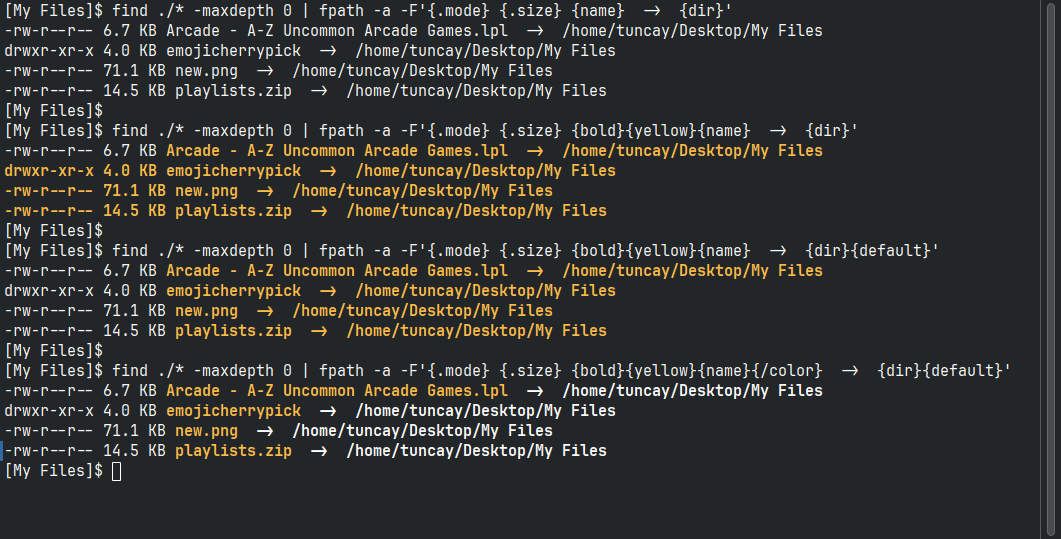 [My Files]$ find ./* -maxdepth 0 | fpath -a -F'{.mode} {.size} {name}  ->  {dir}'
-rw-r--r-- 6.7 KB Arcade - A-Z Uncommon Arcade Games.lpl  ->  /home/tuncay/Desktop/My Files
drwxr-xr-x 4.0 KB emojicherrypick  ->  /home/tuncay/Desktop/My Files
-rw-r--r-- 71.1 KB new.png  ->  /home/tuncay/Desktop/My Files
-rw-r--r-- 14.5 KB playlists.zip  ->  /home/tuncay/Desktop/My Files
[My Files]$
[My Files]$ find ./* -maxdepth 0 | fpath -a -F'{.mode} {.size} {bold}{yellow}{name}  ->  {dir}'
-rw-r--r-- 6.7 KB Arcade - A-Z Uncommon Arcade Games.lpl  ->  /home/tuncay/Desktop/My Files
drwxr-xr-x 4.0 KB emojicherrypick  ->  /home/tuncay/Desktop/My Files
-rw-r--r-- 71.1 KB new.png  ->  /home/tuncay/Desktop/My Files
-rw-r--r-- 14.5 KB playlists.zip  ->  /home/tuncay/Desktop/My Files
[My Files]$
[My Files]$ find ./* -maxdepth 0 | fpath -a -F'{.mode} {.size} {bold}{yellow}{name}  ->  {dir}{default}'
-rw-r--r-- 6.7 KB Arcade - A-Z Uncommon Arcade Games.lpl  ->  /home/tuncay/Desktop/My Files
drwxr-xr-x 4.0 KB emojicherrypick  ->  /home/tuncay/Desktop/My Files
-rw-r--r-- 71.1 KB new.png  ->  /home/tuncay/Desktop/My Files
-rw-r--r-- 14.5 KB playlists.zip  ->  /home/tuncay/Desktop/My Files
[My Files]$
[My Files]$ find ./* -maxdepth 0 | fpath -a -F'{.mode} {.size} {bold}{yellow}{name}{/color}  ->  {dir}{default}'
-rw-r--r-- 6.7 KB Arcade - A-Z Uncommon Arcade Games.lpl  ->  /home/tuncay/Desktop/My Files
drwxr-xr-x 4.0 KB emojicherrypick  ->  /home/tuncay/Desktop/My Files
-rw-r--r-- 71.1 KB new.png  ->  /home/tuncay/Desktop/My Files
-rw-r--r-- 14.5 KB playlists.zip  ->  /home/tuncay/Desktop/My Files
[My Files]$